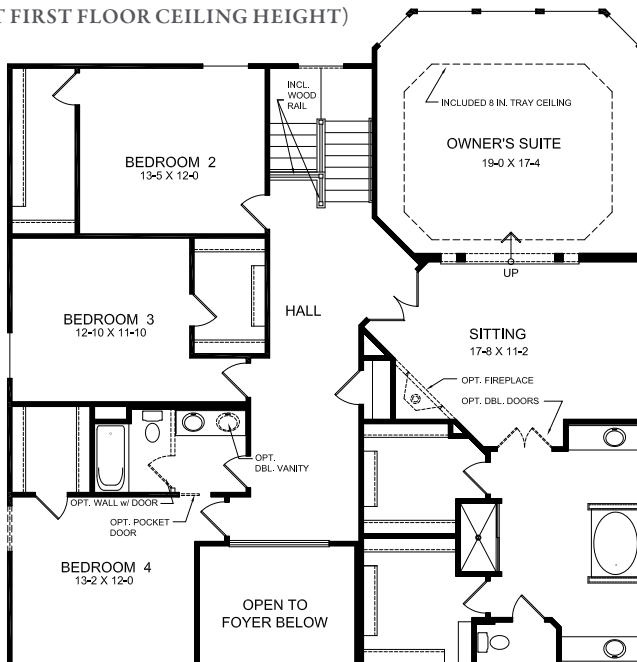 T FIRST FLOOR CEILING HEIGHT)
INCL.
WOOD
RAIL
INCLUDED 8 IN. TRAY CEILING
OWNER'S SUITE
19-0 X 17-4
BEDROOM 2
13-5 X 12-0
UP
HALL
BEDROOM 3
12-10 X 11-10
SITTING
17-8 X 11-2
OPT. FIREPLACE
OPT. DBL. DOORS
OPT.
DBL. VANITY
OPT. WALL w/ DOOR
OPT. POCKET
DOOR
BEDROOM 4
13-2 X 12-0
OPEN TO
FOYER BELOW